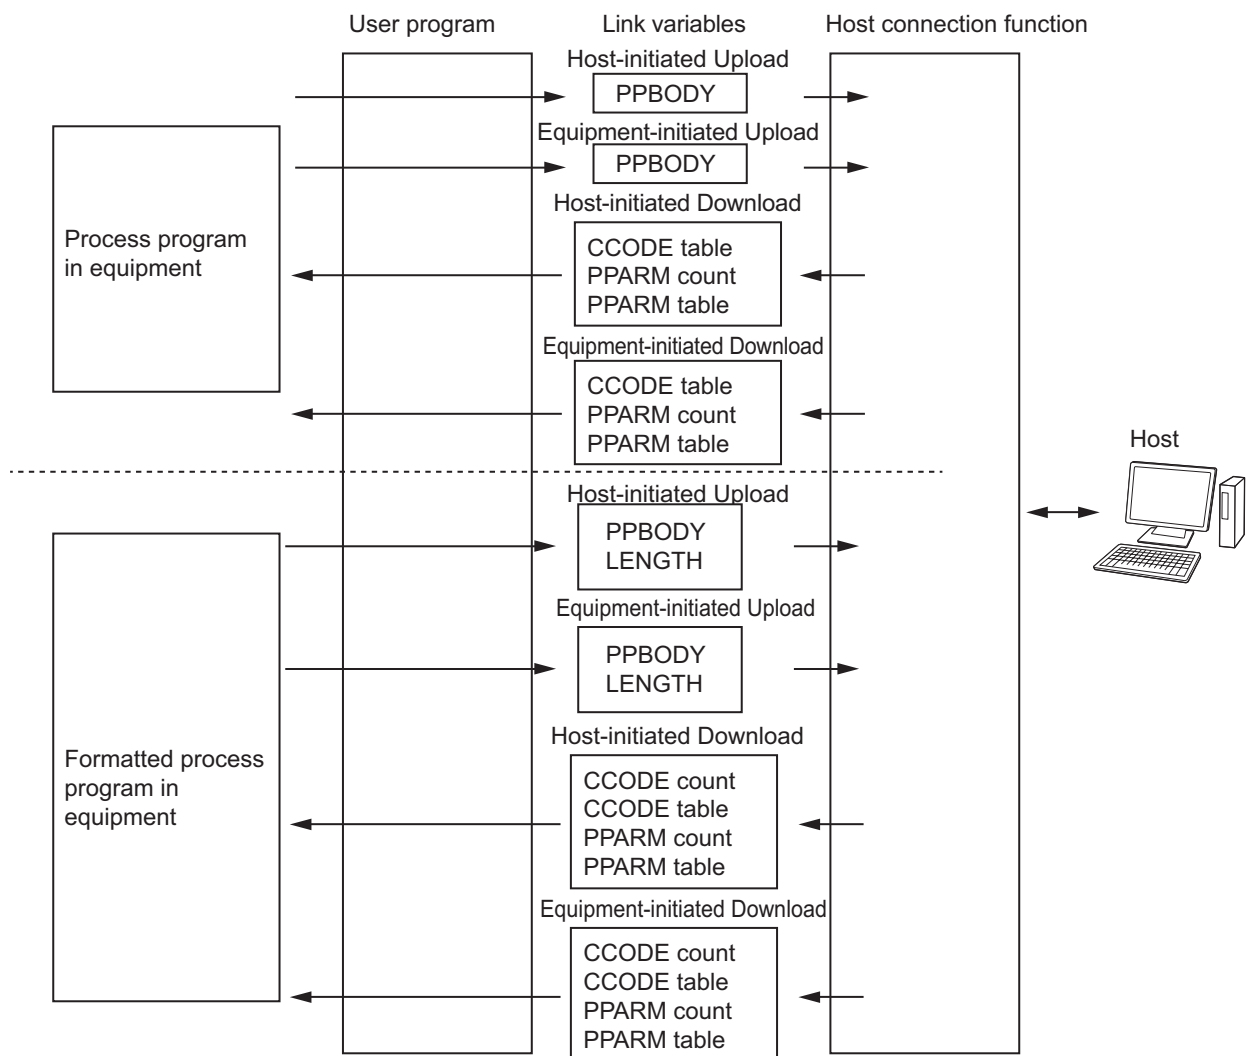 User program
Link variables
Host connection function
Host-initiated Upload
PPBODY
Equipment-initiated Upload
PPBODY
Host-initiated Download
Process program
in equipment
CCODE table
PPARM count
PPARM table
Equipment-initiated Download
CCODE table
PPARM count
PPARM table
Host
Host-initiated Upload
PPBODY
LENGTH
Equipment-initiated Upload
PPBODY
LENGTH
Host-initiated Download
Formatted process
program in
equipment
CCODE count
CCODE table
PPARM count
PPARM table
Equipment-initiated Download
CCODE count
CCODE table
PPARM count
PPARM table